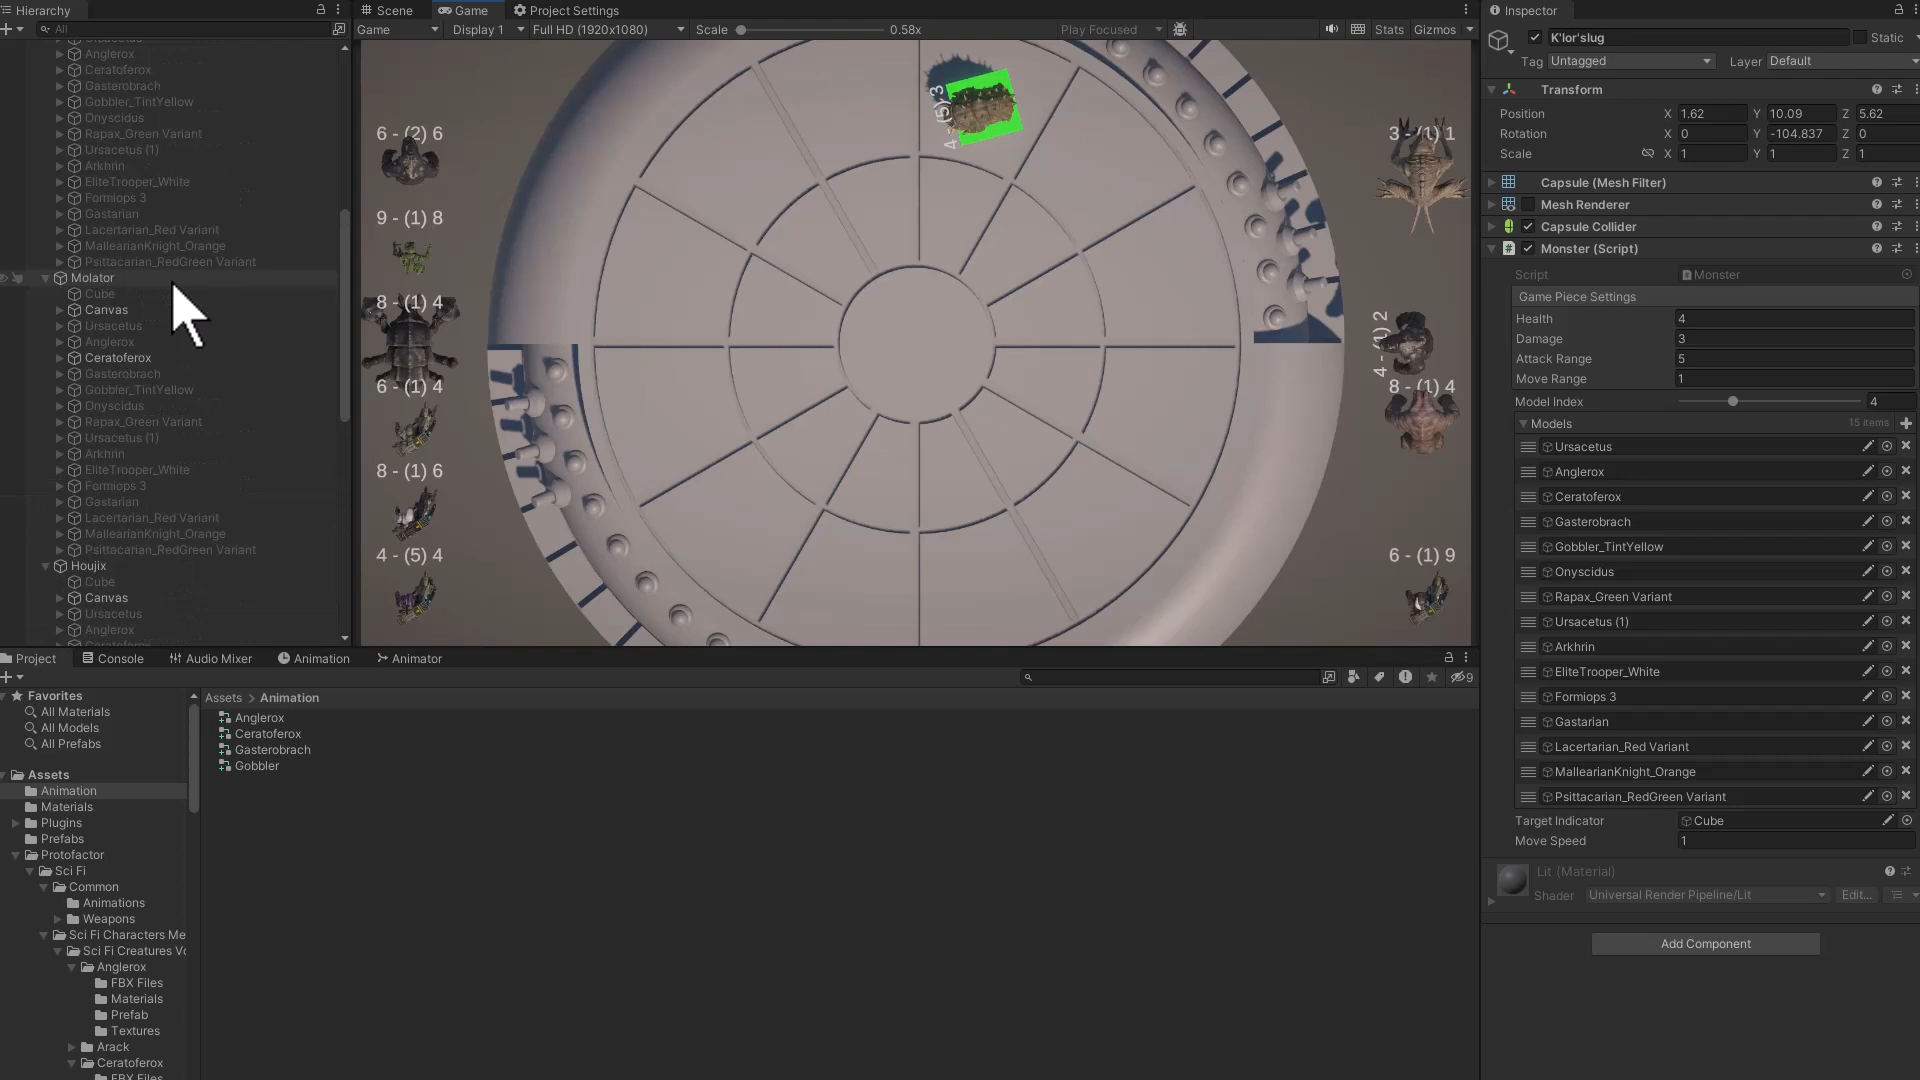 Hierarchy
All
Anglerox
Ceratoferox
Gasterobrach
Gobbler_TintYellow
Onyscidus
Rapax_Green Variant
Ursacetus (1)
Arkhrin
EliteTrooper_White
Formiops 3
Gastarian
Lacertarian_Red Variant
MallearianKnight_Orange
Psittacarian_RedGreen Variant
Molator
Cube
Canvas
Ursacetus
Anglerox
Ceratoferox
Gasterobrach
Gobbler_TintYellow
Onyscidus
Rapax_Green Variant
Ursacetus (1)
Arkhrin
EliteTrooper_White
Formiops 3
Gastarian
Lacertarian_Red Variant
MallearianKnight_Orange
Psittacarian_RedGreen Variant
Houjix
Cube
Canvas
Ursacetus
Anglerox
Scene Game Project Settings
Game Display 1 Full HD (1920x1080) Scale 0.58x Play Focused Stats Gizmos
6 - (2) 6
9 - (1) 8
8 - (1) 4
6 - (1) 4
8 - (1) 6
4 - (5) 4
4 - (5) 3
3 - (1) 1
4 - (1) 2
8 - (1) 4
6 - (1) 9
Project Console Audio Mixer Animation Animator
9
Favorites
All Materials
All Models
All Prefabs
Assets
Animation
Materials
Plugins
Prefabs
Protofactor
Sci Fi
Common
Animations
Weapons
Sci Fi Characters Me
Sci Fi Creatures Vo
Anglerox
FBX Files
Materials
Prefab
Textures
Arack
Ceratoferox
FBX Files
Assets > Animation
Anglerox
Ceratoferox
Gasterobrach
Gobbler
Inspector
K'lor'slug Static
Tag Untagged Layer Default
Transform
Position X 1.62 Y 10.09 Z 5.62
Rotation X 0 Y -104.837 Z 0
Scale X 1 Y 1 Z 1
Capsule (Mesh Filter)
Mesh Renderer
Capsule Collider
Monster (Script)
Script Monster
Game Piece Settings
Health 4
Damage 3
Attack Range 5
Move Range 1
Model Index 4
Models 15 items
Ursacetus
Anglerox
Ceratoferox
Gasterobrach
Gobbler_TintYellow
Onyscidus
Rapax_Green Variant
Ursacetus (1)
Arkhrin
EliteTrooper_White
Formiops 3
Gastarian
Lacertarian_Red Variant
MallearianKnight_Orange
Psittacarian_RedGreen Variant
Target Indicator Cube
Move Speed 1
Lit (Material)
Shader Universal Render Pipeline/Lit Edit...
Add Component